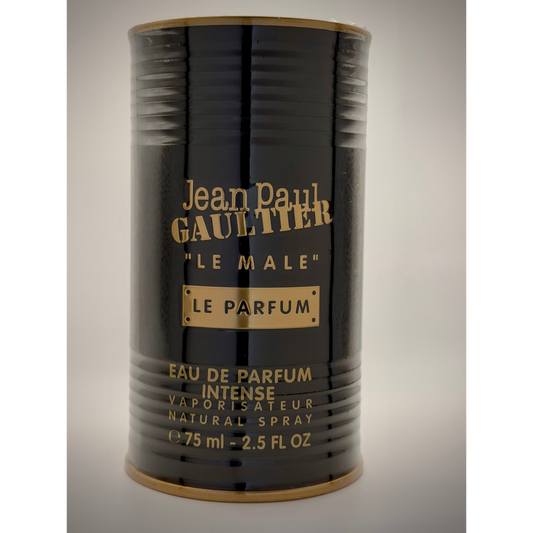 Jean Paul
GAULTIER
"LE MALE"
LE PARFUM
EAU DE PARFUM
INTENSE
VAPORISATEUR
NATURAL SPRAY
℮ 75 ml - 2.5 FL OZ